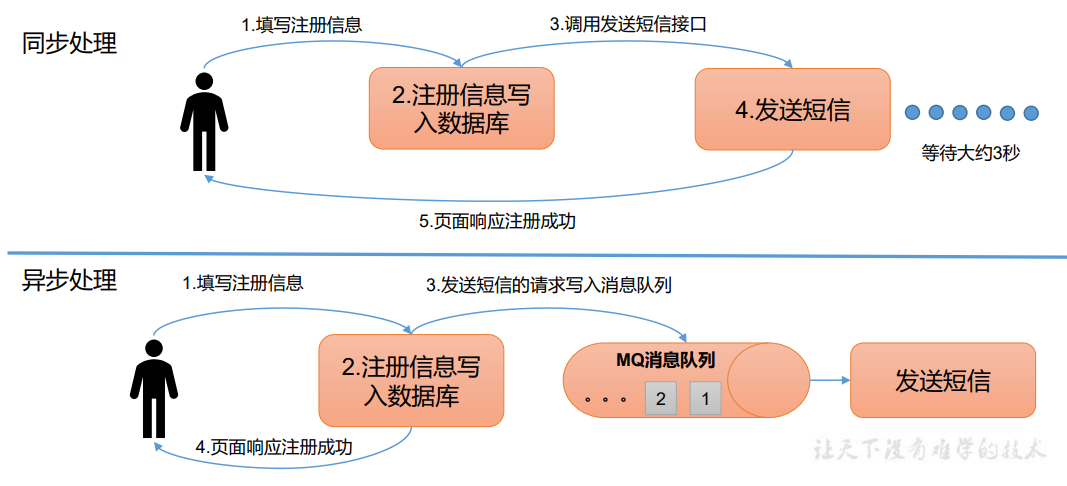 同步处理
1.填写注册信息
3.调用发送短信接口
2.注册信息写
入数据库
4.发送短信
等待大约3秒
5.页面响应注册成功
异步处理
1.填写注册信息
3.发送短信的请求写入消息队列
2.注册信息写
入数据库
MQ消息队列
。。。 2 1
发送短信
4.页面响应注册成功
让天下没有难学的技术